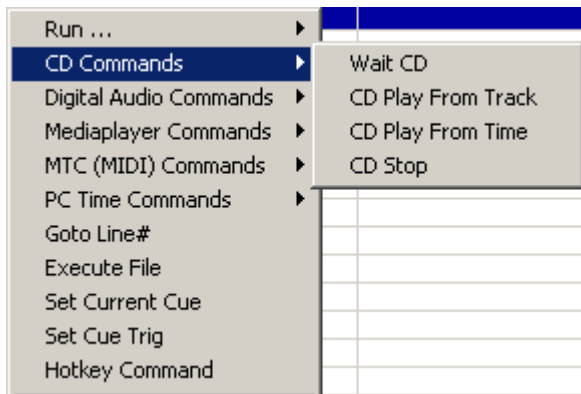 Run ...
CD Commands
Digital Audio Commands
Mediaplayer Commands
MTC (MIDI) Commands
PC Time Commands
Goto Line#
Execute File
Set Current Cue
Set Cue Trig
Hotkey Command
Wait CD
CD Play From Track
CD Play From Time
CD Stop